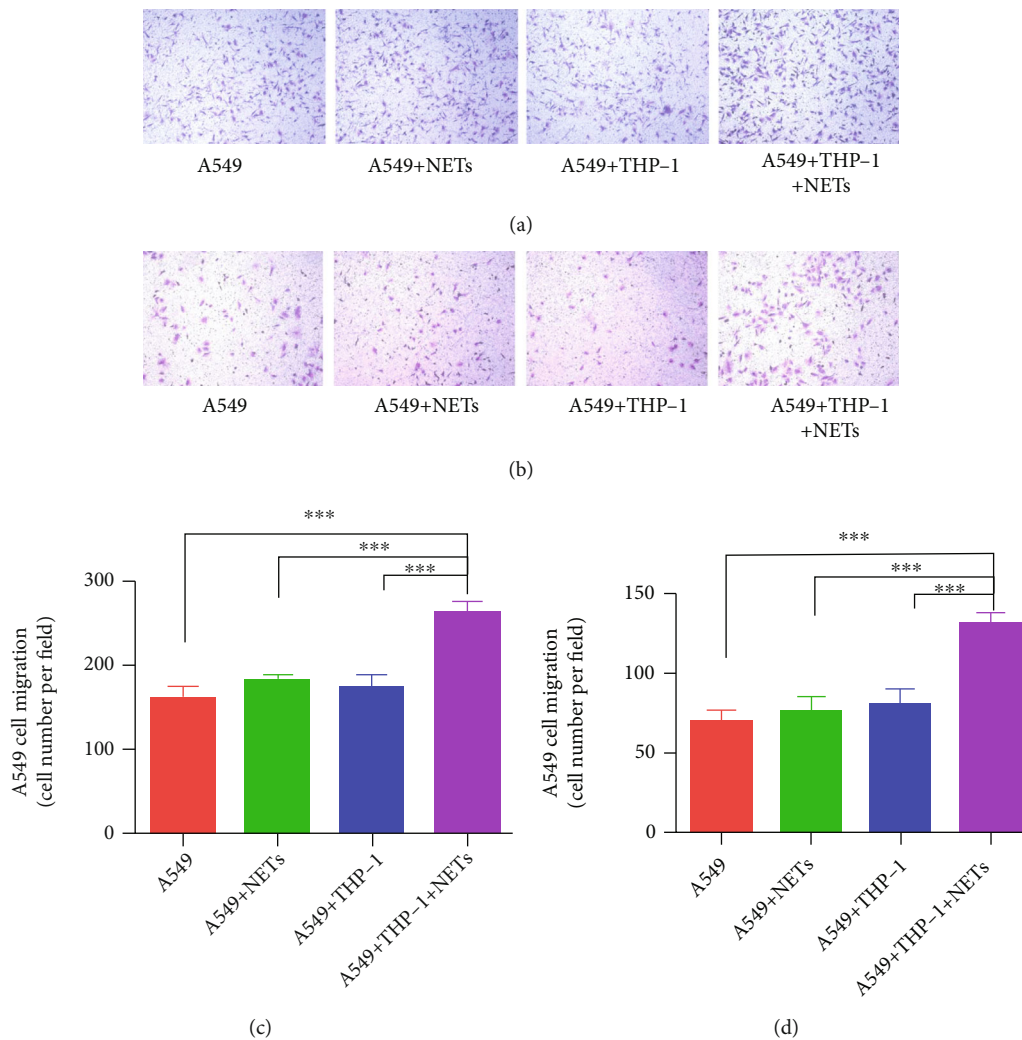 A549
A549+NETs
A549+THP–1
A549+THP–1
+NETs
(a)
A549
A549+NETs
A549+THP–1
A549+THP–1
+NETs
(b)
A549 cell migration
(cell number per field)
300
200
100
0
***
***
***
A549
A549+NETs
A549+THP–1
A549+THP–1+NETs
(c)
A549 cell migration
(cell number per field)
150
100
50
0
***
***
***
A549
A549+NETs
A549+THP–1
A549+THP–1+NETs
(d)